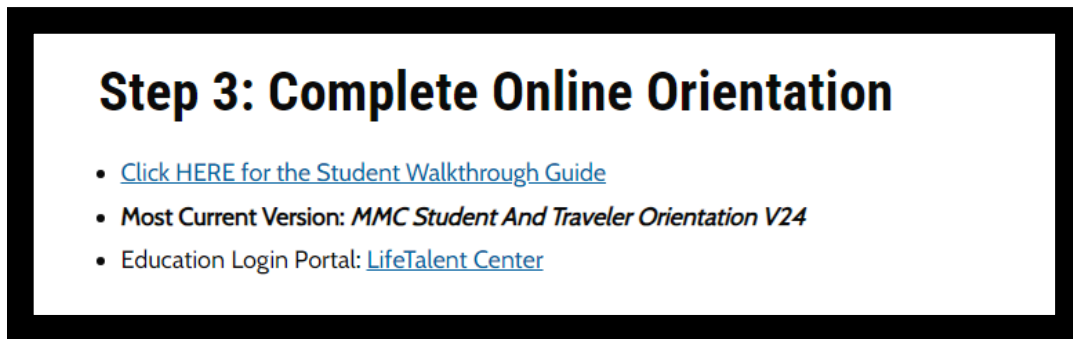 Step 3: Complete Online Orientation
• Click HERE for the Student Walkthrough Guide
• Most Current Version: MMC Student And Traveler Orientation V24
• Education Login Portal: LifeTalent Center